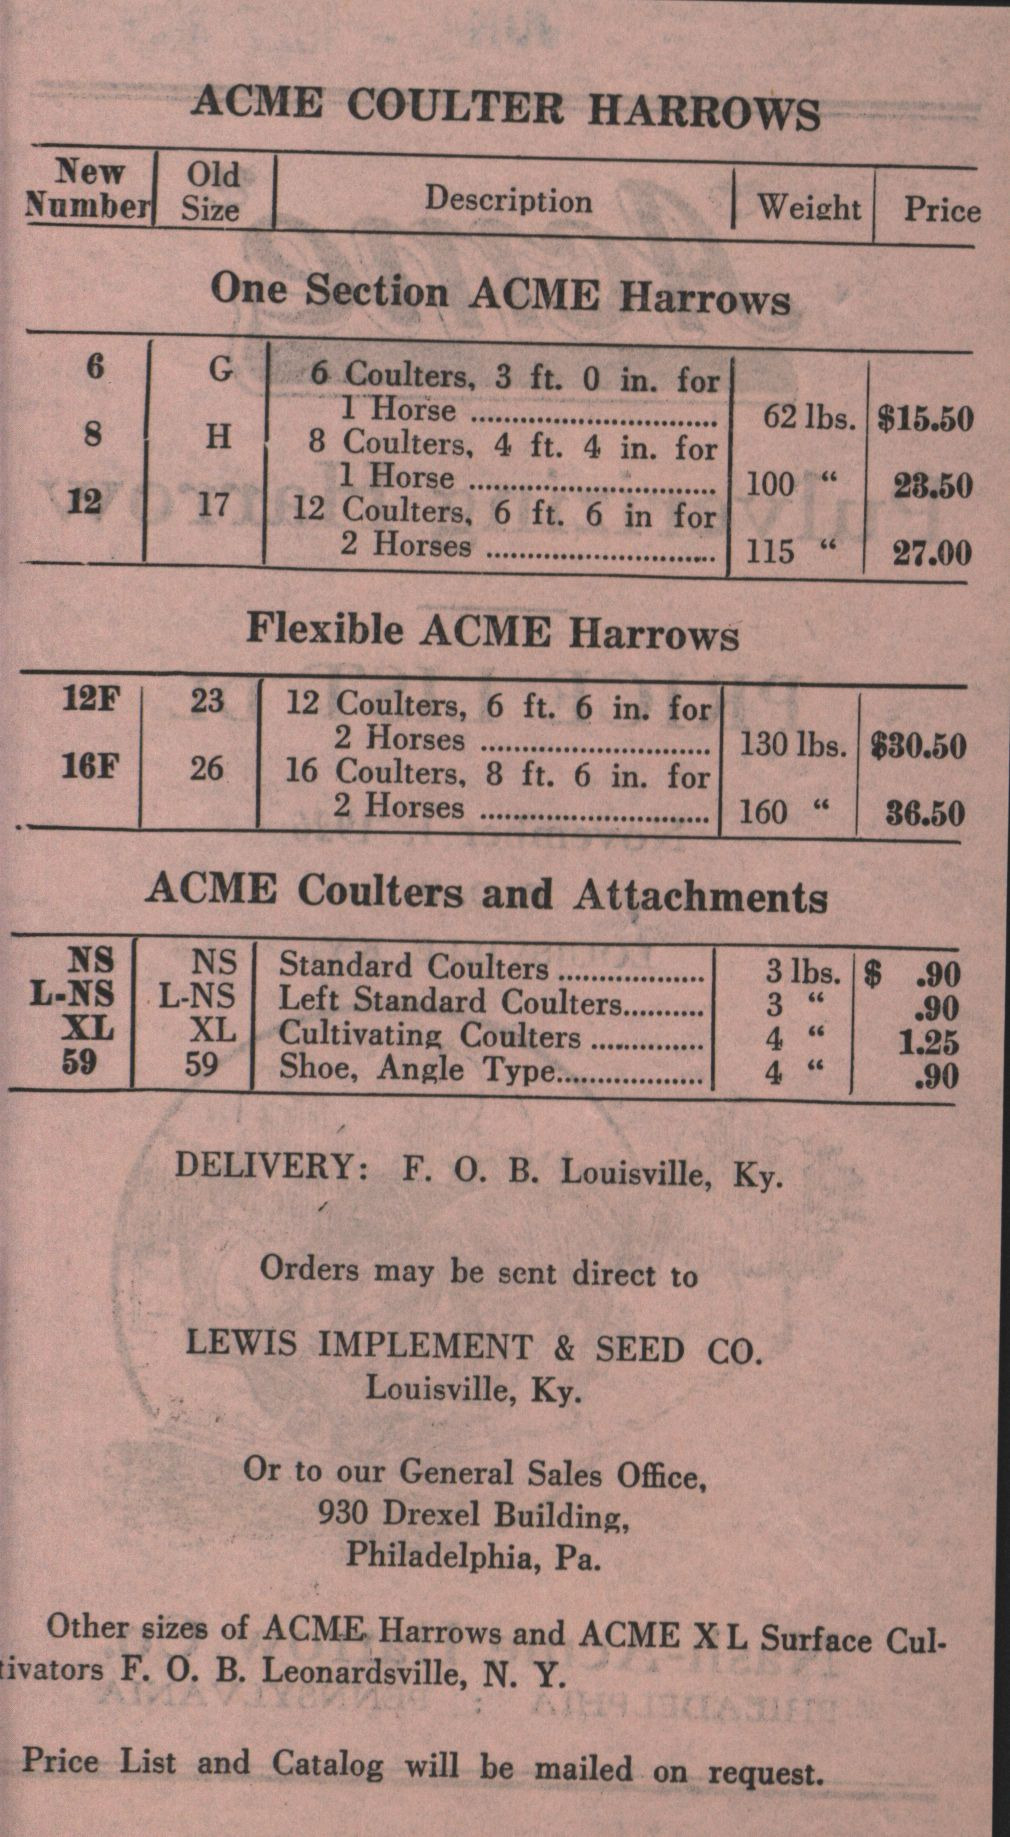 ACME COULTER HARROWS
New Number | Old Size | Description | Weight | Price
One Section ACME Harrows
6 | G | 6 Coulters, 3 ft. 0 in. for
1 Horse .............................. 62 lbs. $15.50
8 | H | 8 Coulters, 4 ft. 4 in. for
1 Horse .............................. 100 “ 23.50
12 | 17 | 12 Coulters, 6 ft. 6 in for
2 Horses ............................ 115 “ 27.00
Flexible ACME Harrows
12F | 23 | 12 Coulters, 6 ft. 6 in. for
2 Horses ............................ 130 lbs. $30.50
16F | 26 | 16 Coulters, 8 ft. 6 in. for
2 Horses ............................ 160 “ 36.50
ACME Coulters and Attachments
NS | NS | Standard Coulters .................. 3 lbs. $ .90
L-NS | L-NS | Left Standard Coulters.......... 3 “ .90
XL | XL | Cultivating Coulters .............. 4 “ 1.25
59 | 59 | Shoe, Angle Type.................. 4 “ .90
DELIVERY: F. O. B. Louisville, Ky.
Orders may be sent direct to
LEWIS IMPLEMENT & SEED CO.
Louisville, Ky.
Or to our General Sales Office,
930 Drexel Building,
Philadelphia, Pa.
Other sizes of ACME Harrows and ACME X L Surface Cul-
tivators F. O. B. Leonardsville, N. Y.
Price List and Catalog will be mailed on request.